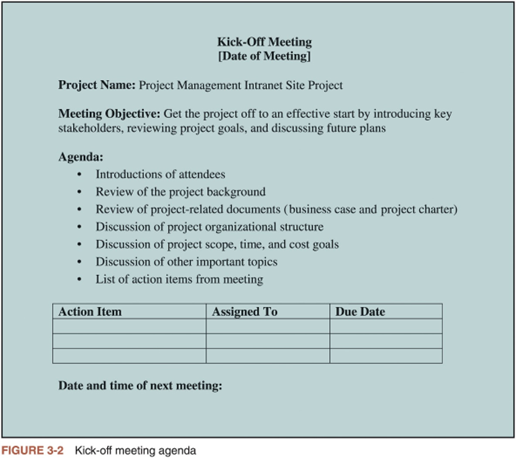 Kick-Off Meeting
[Date of Meeting]
Project Name: Project Management Intranet Site Project
Meeting Objective: Get the project off to an effective start by introducing key
stakeholders, reviewing project goals, and discussing future plans
Agenda:
• Introductions of attendees
• Review of the project background
• Review of project-related documents (business case and project charter)
• Discussion of project organizational structure
• Discussion of project scope, time, and cost goals
• Discussion of other important topics
• List of action items from meeting
Action Item Assigned To Due Date
Date and time of next meeting:
FIGURE 3-2 Kick-off meeting agenda